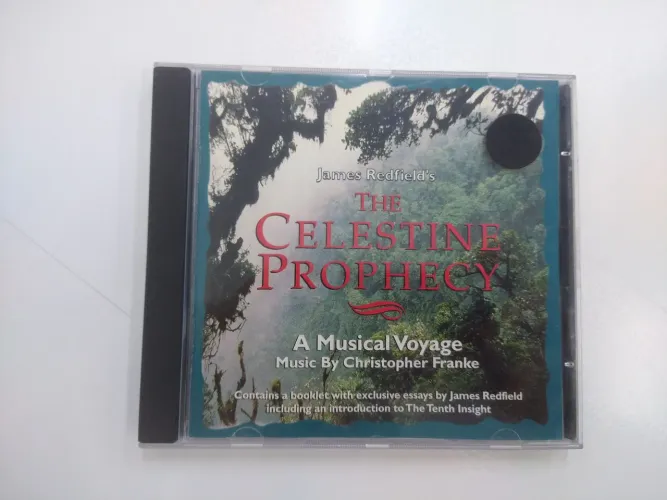 James Redfield's
THE
CELESTINE
PROPHECY
A Musical Voyage
Music By Christopher Franke
Contains a booklet with exclusive essays by James Redfield
including an introduction to The Tenth Insight